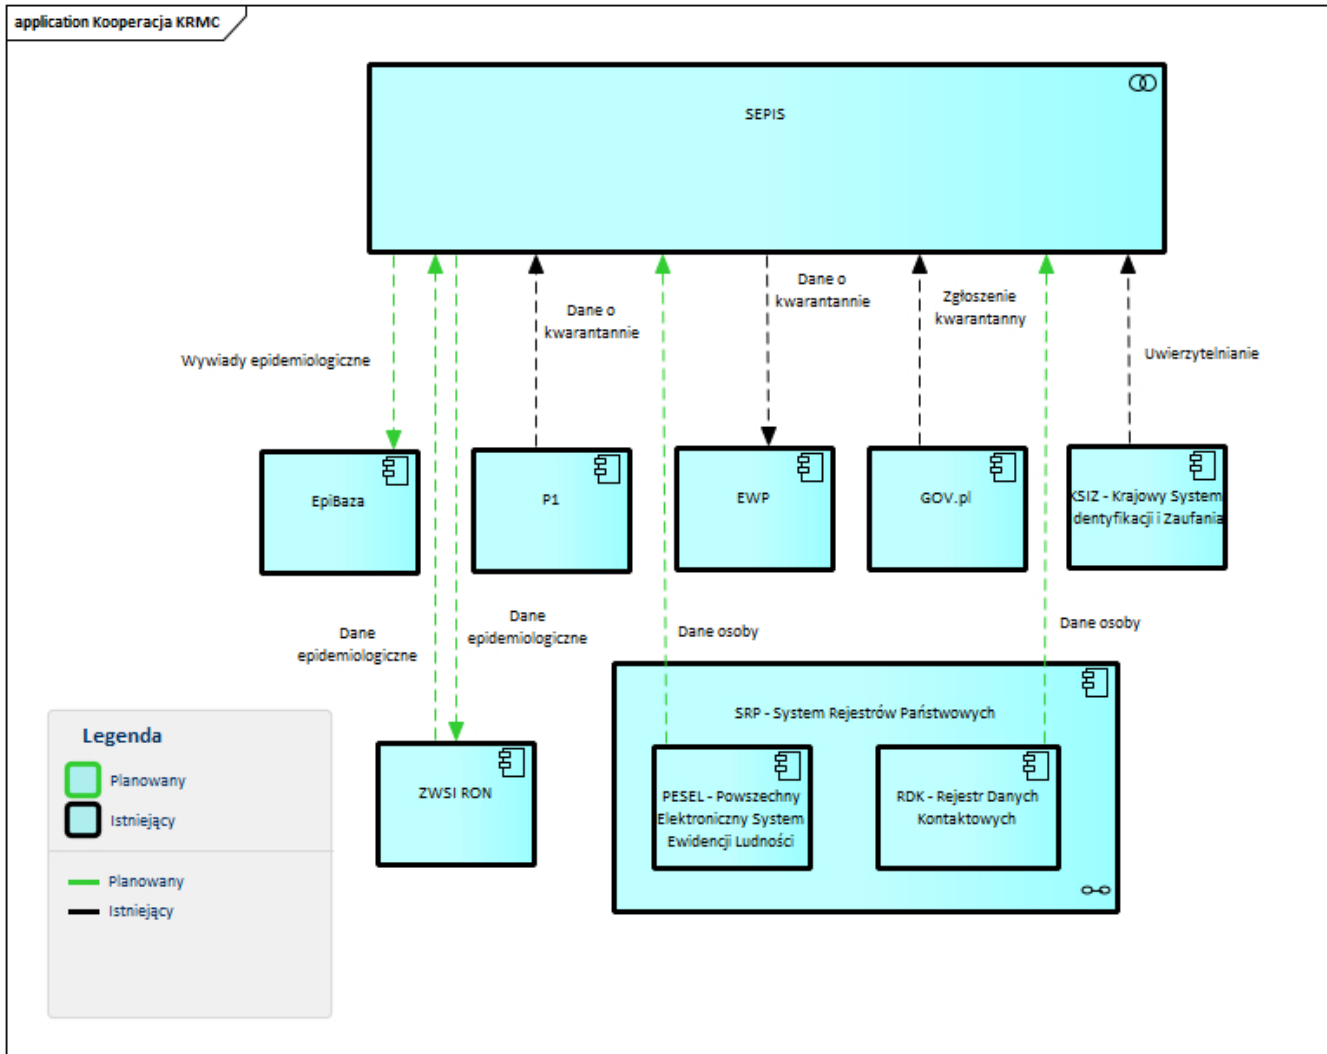 application Kooperacja KRMC
SEPIS
Dane o
kwarantannie
Dane o
kwarantannie
Zgłoszenie
kwarantanny
Wywiady epidemiologiczne
Uwierzytelnianie
EpiBaza
P1
EWP
GOV.pl
KSIZ - Krajowy System
dentyfikacji i Zaufania
Dane
epidemiologiczne
Dane
epidemiologiczne
Dane osoby
Dane osoby
SRP - System Rejestrów Państwowych
ZWSI RON
PESEL - Powszechny
Elektroniczny System
Ewidencji Ludności
RDK - Rejestr Danych
Kontaktowych
Legenda
Planowany
Istniejący
Planowany
Istniejący